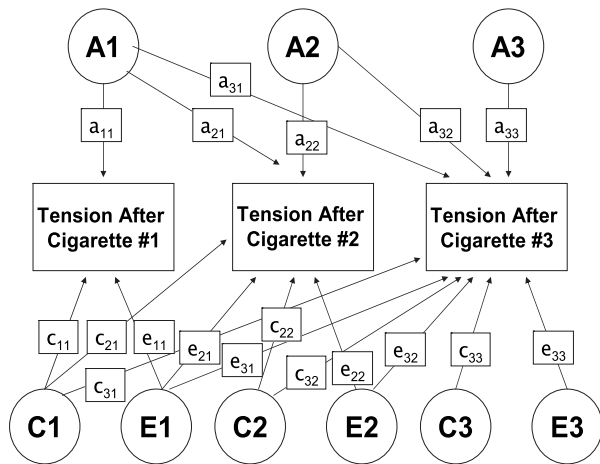 A1 A2 A3
a31
a11 a21 a22 a32 a33
Tension After
Cigarette #1
Tension After
Cigarette #2
Tension After
Cigarette #3
c11 c21 e11 e21 c22 e32 c33 e33
c31 e31 c32 e22
C1 E1 C2 E2 C3 E3